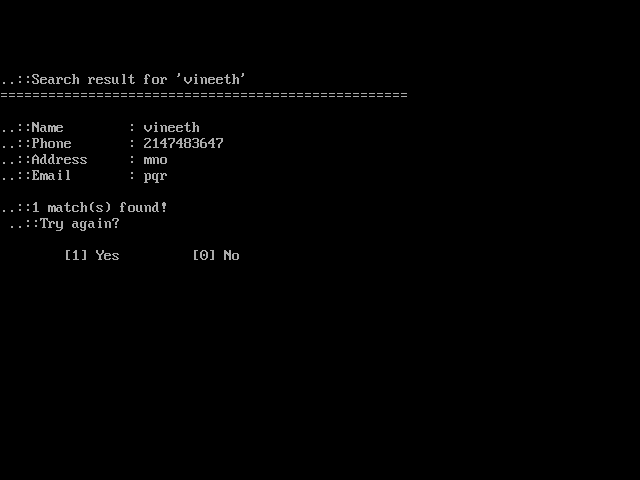 ..::Search result for 'vineeth'
===================================================
..::Name        : vineeth
..::Phone       : 2147483647
..::Address     : mno
..::Email       : pqr
..::1 match(s) found!
..::Try again?
[1] Yes         [0] No